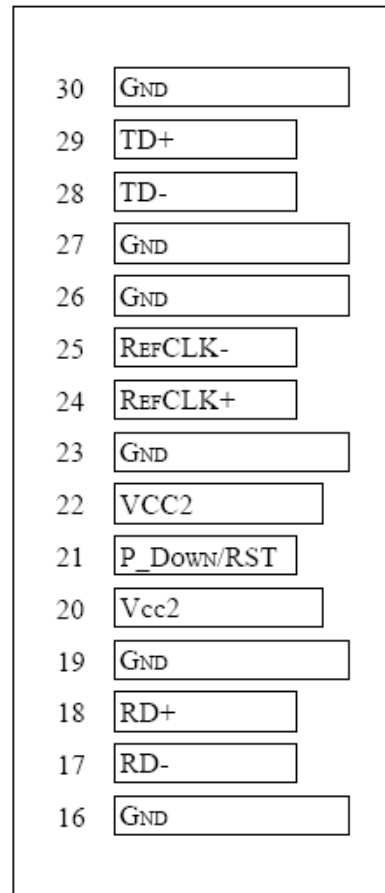 30 GND
29 TD+
28 TD-
27 GND
26 GND
25 REFCLK-
24 REFCLK+
23 GND
22 VCC2
21 P_DOWN/RST
20 Vcc2
19 GND
18 RD+
17 RD-
16 GND